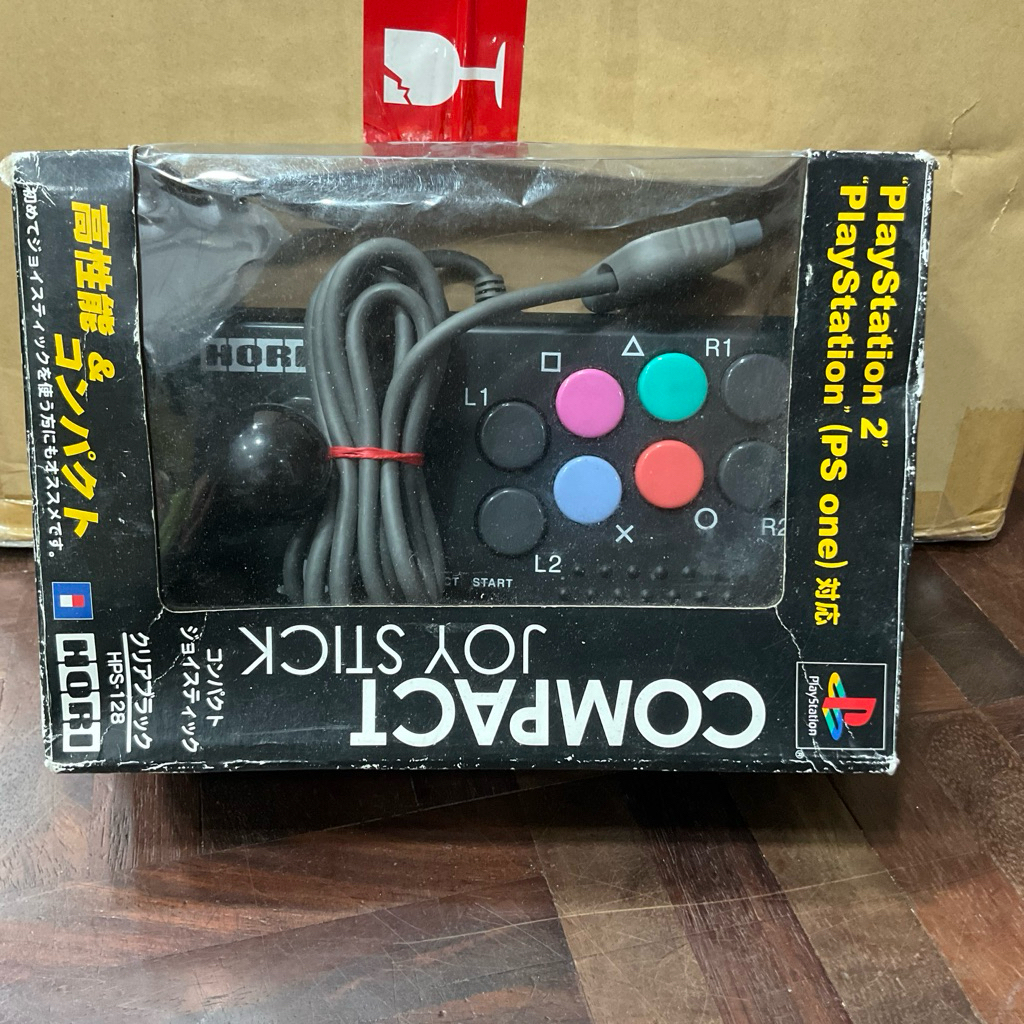 "PlayStation 2"
"PlayStation" (PS one) 対応
高性能 & コンパクト
初めてジョイスティックを使う方にもオススメです。
HORI
L1
□
△
R1
L2
×
○
R2
START
COMPACT
JOY STICK
コンパクト
ジョイスティック
クリアブラック
HPS-128
HORI
PlayStation
®